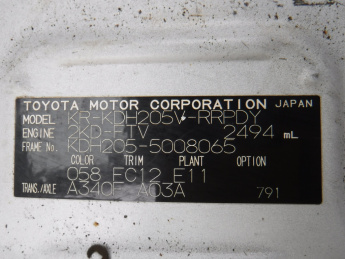 TOYOTA MOTOR CORPORATION JAPAN
MODEL KR-KDH205V-RRPDY
ENGINE 2KD-FTV 2494 mL
FRAME No. KDH205-5008065
COLOR TRIM PLANT OPTION
058 FC12 E11
TRANS./AXLE A340F A03A 791